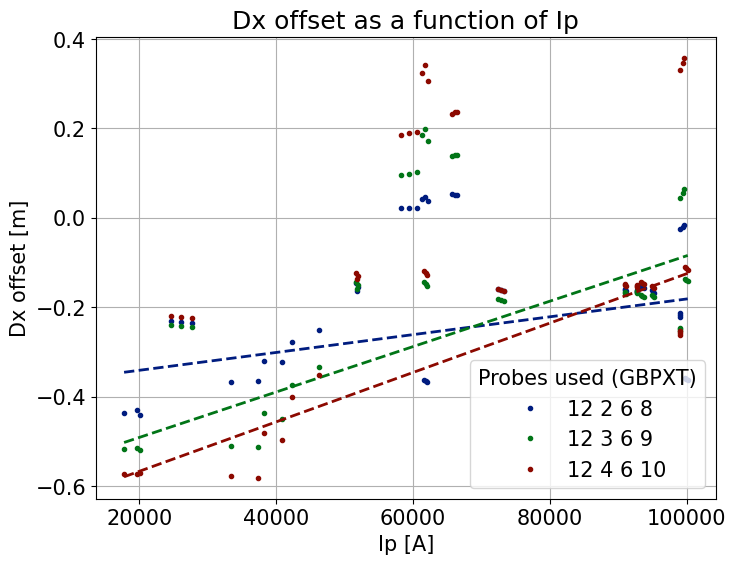 Dx offset as a function of Ip
0.4
0.2
0.0
−0.2
−0.4
−0.6
Dx offset [m]
Probes used (GBPXT)
12 2 6 8
12 3 6 9
12 4 6 10
20000 40000 60000 80000 100000
Ip [A]